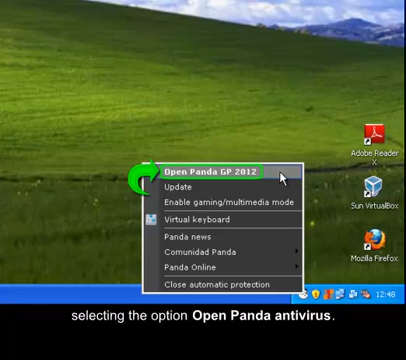 Adobe Reader
X
Sun VirtualBox
Mozilla Firefox
Open Panda GP 2012
Update
Enable gaming/multimedia mode
Virtual keyboard
Panda news
Comunidad Panda
Panda Online
Close automatic protection
12:48
selecting the option Open Panda antivirus.